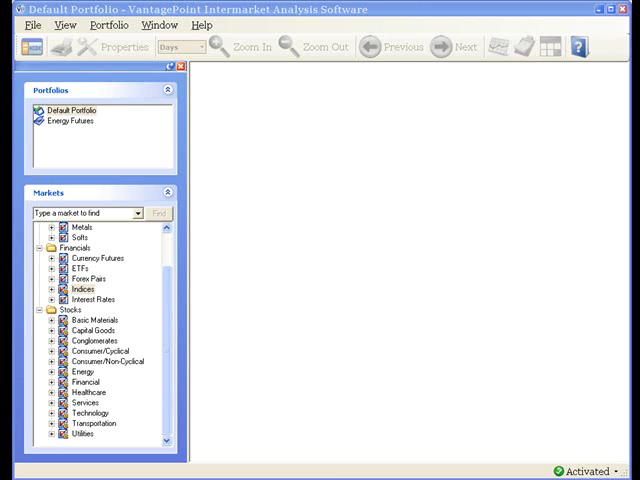 Default Portfolio - VantagePoint Intermarket Analysis Software
File View Portfolio Window Help
Properties Days Zoom In Zoom Out Previous Next
Portfolios
Default Portfolio
Energy Futures
Markets
Type a market to find Find
Metals
Softs
Financials
Currency Futures
ETFs
Forex Pairs
Indices
Interest Rates
Stocks
Basic Materials
Capital Goods
Conglomerates
Consumer/Cyclical
Consumer/Non-Cyclical
Energy
Financial
Healthcare
Services
Technology
Transportation
Utilities
Activated